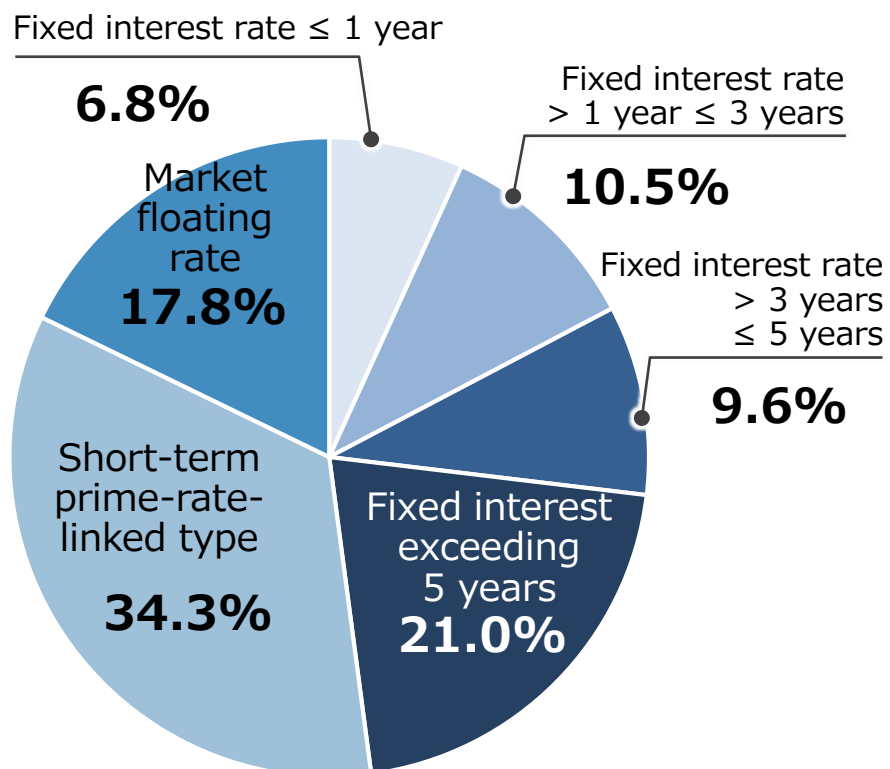 Fixed interest rate ≤ 1 year
6.8%
Fixed interest rate
> 1 year ≤ 3 years
10.5%
Fixed interest rate
> 3 years
≤ 5 years
9.6%
Fixed interest
exceeding
5 years
21.0%
Short-term
prime-rate-
linked type
34.3%
Market
floating
rate
17.8%